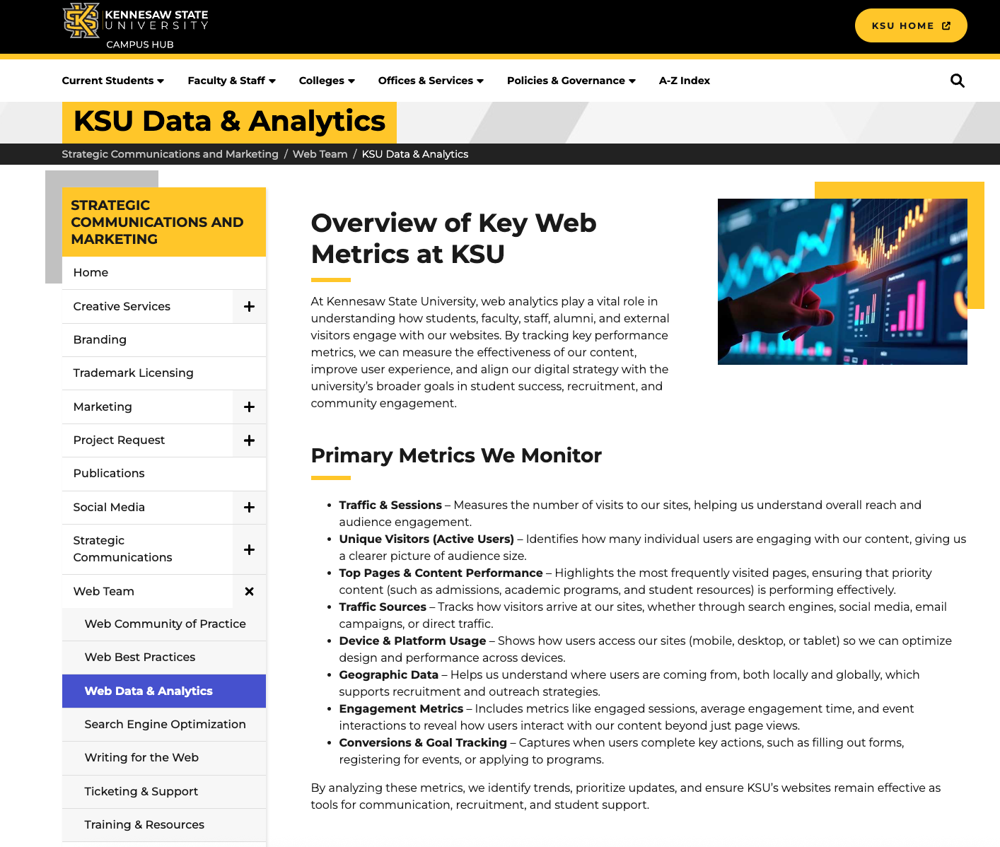 KENNESAW STATE
UNIVERSITY
CAMPUS HUB
KSU HOME
Current Students
Faculty & Staff
Colleges
Offices & Services
Policies & Governance
A-Z Index
KSU Data & Analytics
Strategic Communications and Marketing / Web Team / KSU Data & Analytics
STRATEGIC
COMMUNICATIONS AND
MARKETING
Home
Creative Services
Branding
Trademark Licensing
Marketing
Project Request
Publications
Social Media
Strategic
Communications
Web Team
Web Community of Practice
Web Best Practices
Web Data & Analytics
Search Engine Optimization
Writing for the Web
Ticketing & Support
Training & Resources
Overview of Key Web
Metrics at KSU
At Kennesaw State University, web analytics play a vital role in
understanding how students, faculty, staff, alumni, and external
visitors engage with our websites. By tracking key performance
metrics, we can measure the effectiveness of our content,
improve user experience, and align our digital strategy with the
university’s broader goals in student success, recruitment, and
community engagement.
Primary Metrics We Monitor
• Traffic & Sessions – Measures the number of visits to our sites, helping us understand overall reach and
audience engagement.
• Unique Visitors (Active Users) – Identifies how many individual users are engaging with our content, giving us
a clearer picture of audience size.
• Top Pages & Content Performance – Highlights the most frequently visited pages, ensuring that priority
content (such as admissions, academic programs, and student resources) is performing effectively.
• Traffic Sources – Tracks how visitors arrive at our sites, whether through search engines, social media, email
campaigns, or direct traffic.
• Device & Platform Usage – Shows how users access our sites (mobile, desktop, or tablet) so we can optimize
design and performance across devices.
• Geographic Data – Helps us understand where users are coming from, both locally and globally, which
supports recruitment and outreach strategies.
• Engagement Metrics – Includes metrics like engaged sessions, average engagement time, and event
interactions to reveal how users interact with our content beyond just page views.
• Conversions & Goal Tracking – Captures when users complete key actions, such as filling out forms,
registering for events, or applying to programs.
By analyzing these metrics, we identify trends, prioritize updates, and ensure KSU’s websites remain effective as
tools for communication, recruitment, and student support.